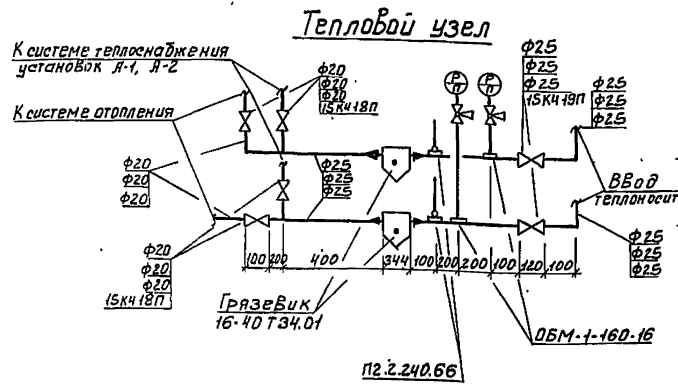 Тепловой узел
К системе теплоснабжения
установок А-1, А-2
К системе отопления
Ф20
Ф20
Ф20
15кч18п
Р
П
Р
П
Ф25
Ф25
Ф25
15кч19п
Ф25
Ф25
Ф25
Ф20
Ф20
Ф20
Ф25
Ф25
Ф25
Ввод
теплоносит
Ф20
Ф20
Ф20
15кч18п
Ф25
Ф25
Ф25
100 200 400 344 100 200 200 100 120 100
Грязевик
16-40 ТЗ4.01
ОБМ-1-160-16
П2.2.240.66